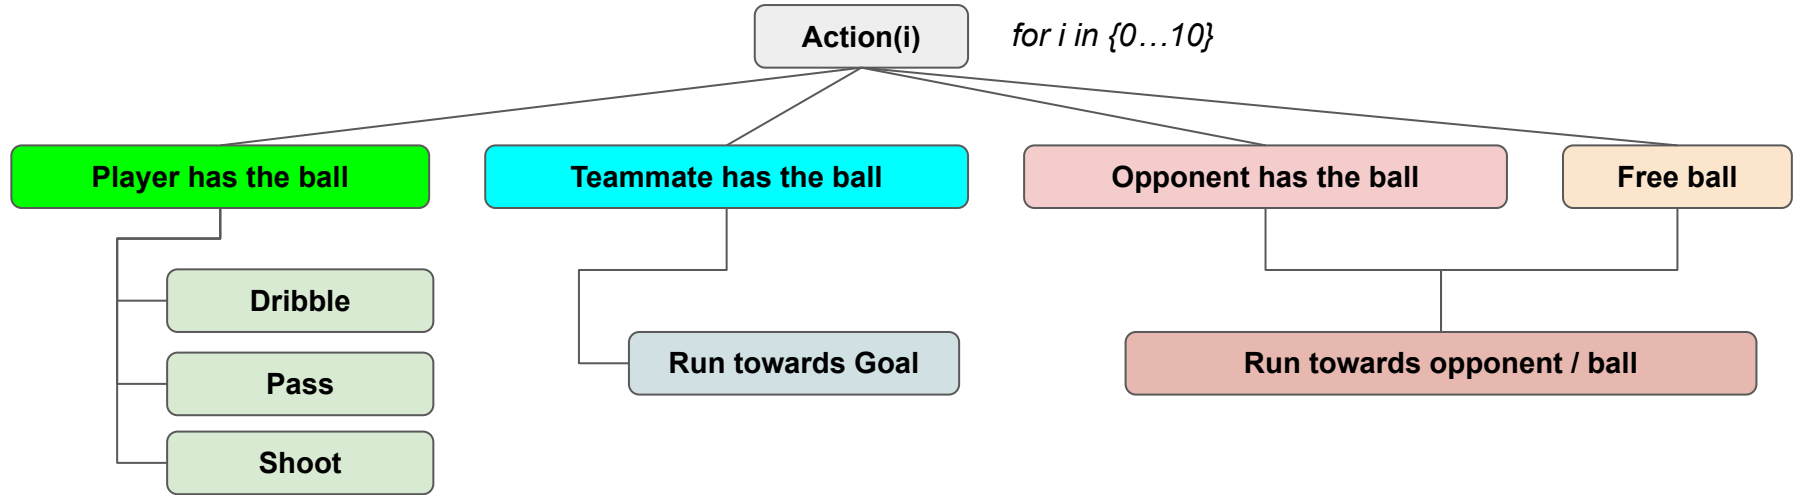 Action(i)
for i in {0…10}
Player has the ball
Teammate has the ball
Opponent has the ball
Free ball
Dribble
Pass
Shoot
Run towards Goal
Run towards opponent / ball